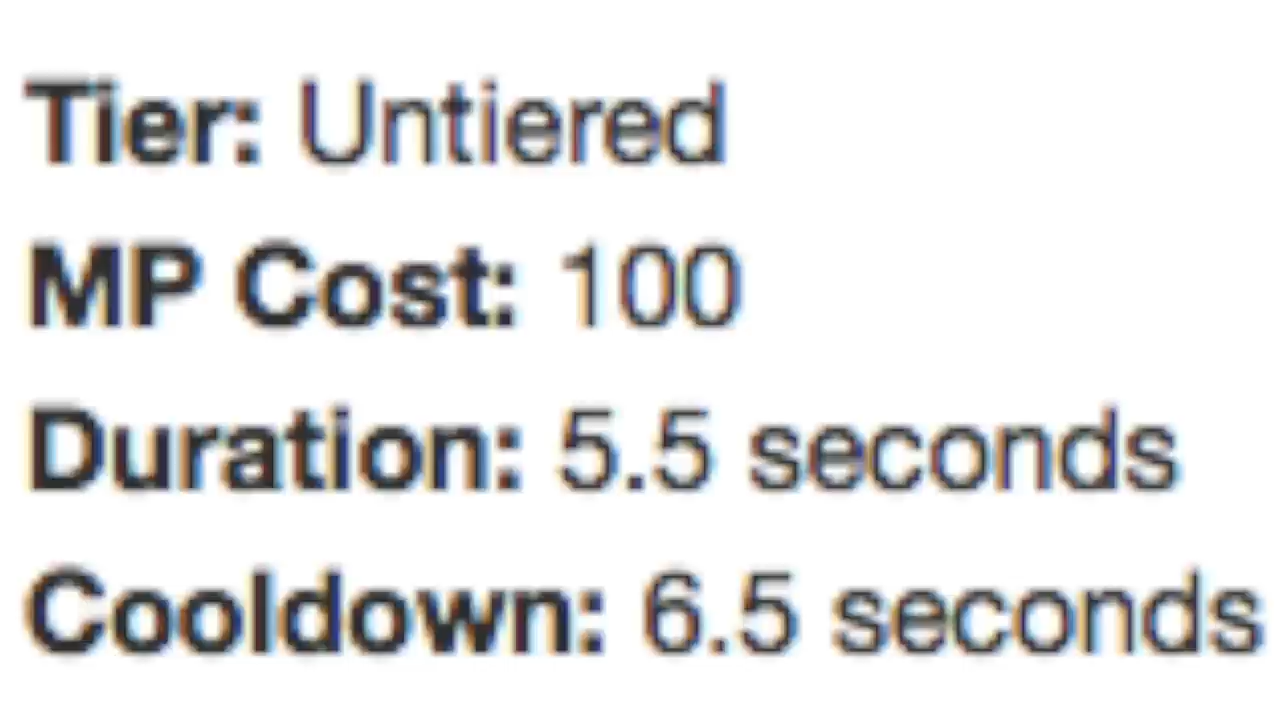 Tier: Untiered
MP Cost: 100
Duration: 5.5 seconds
Cooldown: 6.5 seconds